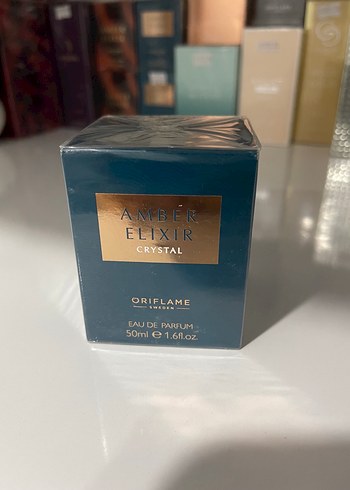 AMBER
ELIXIR
CRYSTAL
ORIFLAME
SWEDEN
EAU DE PARFUM
50ml ℮ 1.6fl.oz.